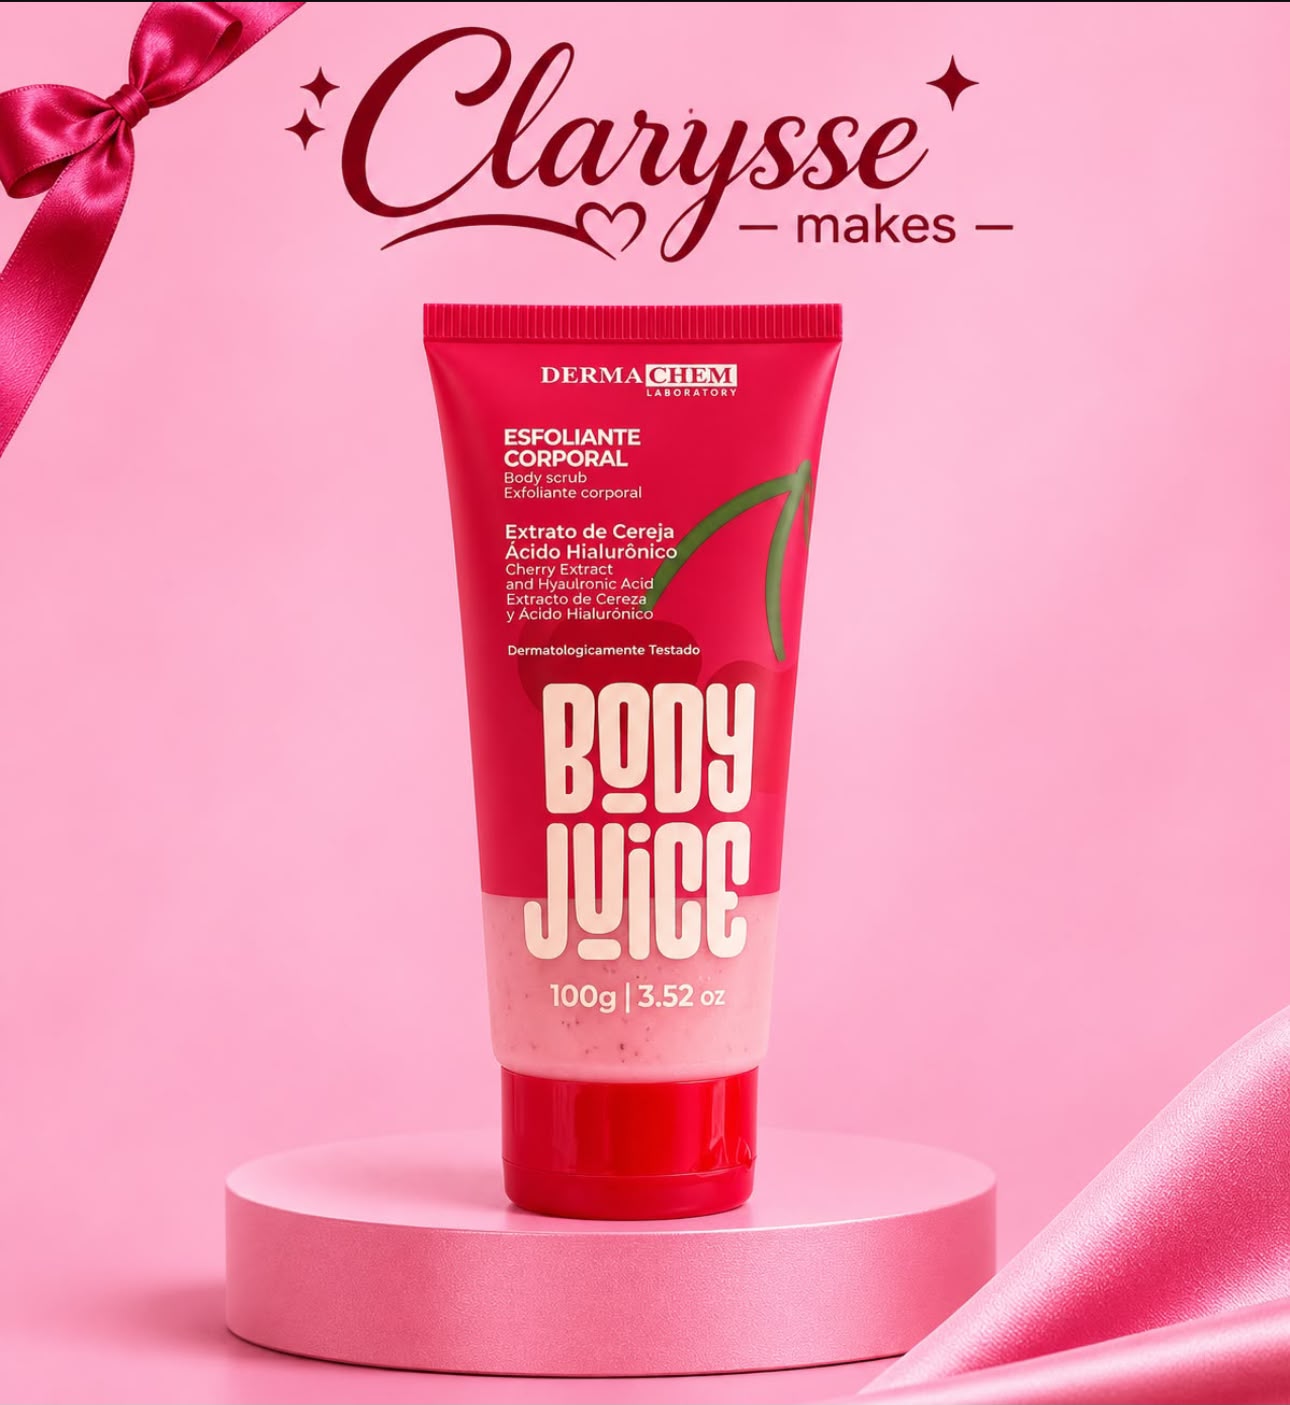 Clarysse
— makes —
DERMACHEM
LABORATORY
ESFOLIANTE
CORPORAL
Body scrub
Exfoliante corporal
Extrato de Cereja
Ácido Hialurônico
Cherry Extract
and Hyaulronic Acid
Extracto de Cereza
y Ácido Hialurônico
Dermatologicamente Testado
BODY
JUICE
100g | 3.52 oz